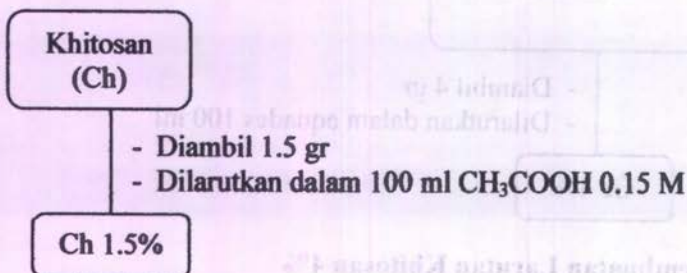 Khitosan
(Ch)
- Diambil 1.5 gr
- Dilarutkan dalam 100 ml CH₃COOH 0.15 M
Ch 1.5%